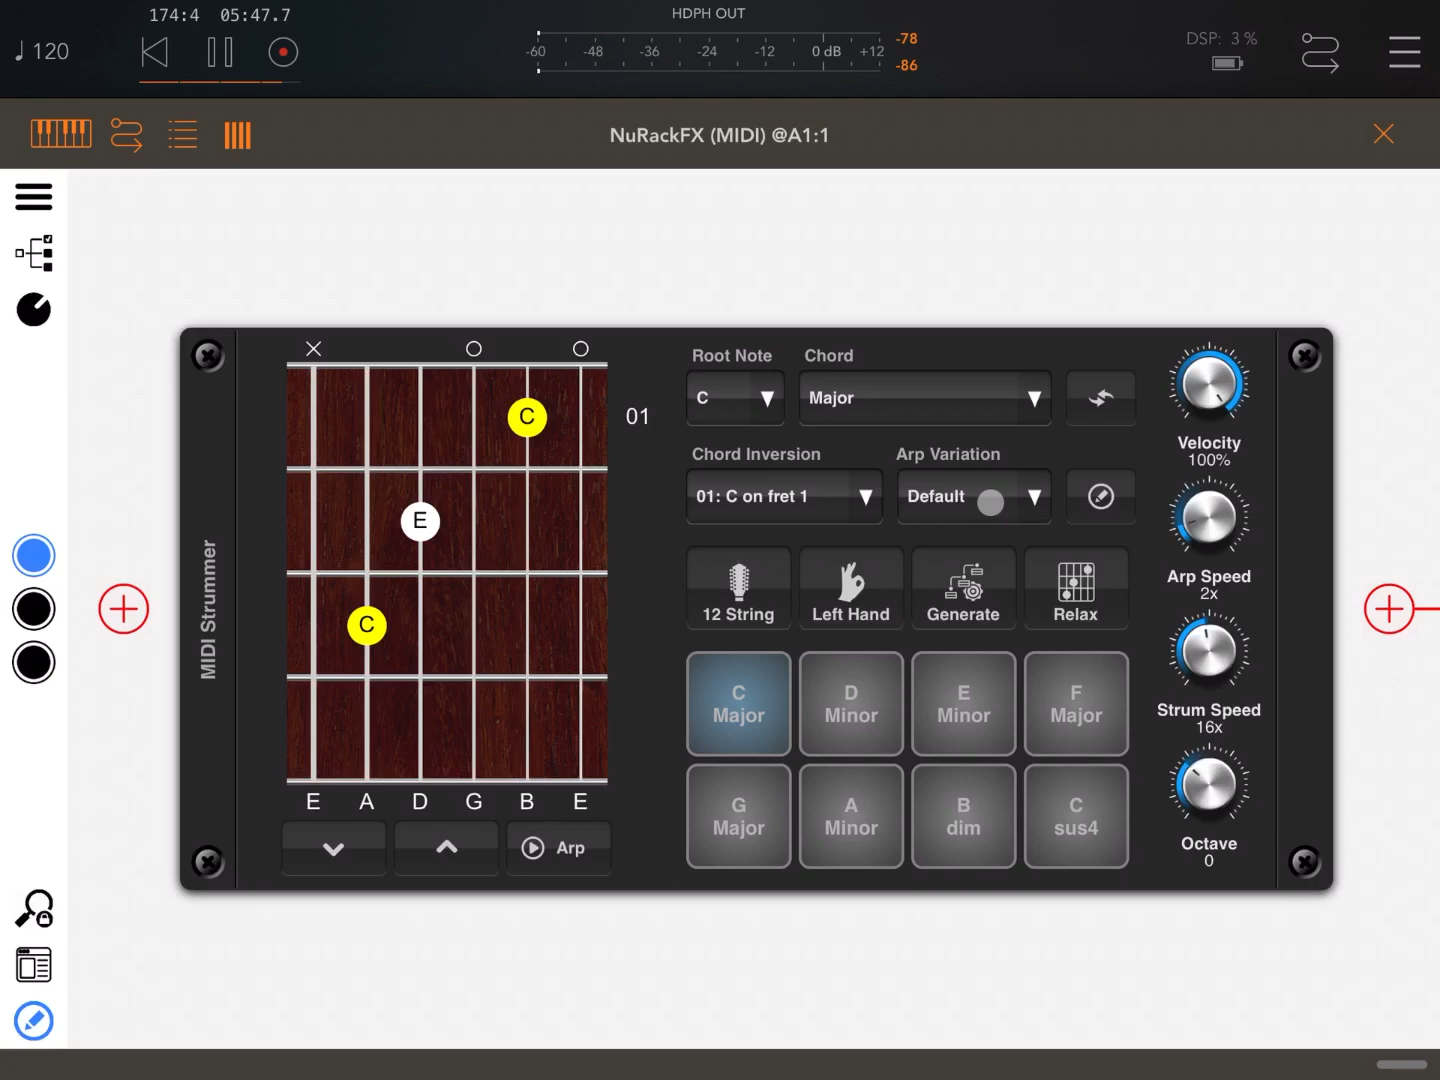 174:4 05:47.7
HDPH OUT
120
-60 -48 -36 -24 -12 0 dB +12
-78
-86
DSP: 3 %
NuRackFX (MIDI) @A1:1
MIDI Strummer
01
C
E
C
E A D G B E
Arp
Root Note
Chord
C
Major
Chord Inversion
Arp Variation
01: C on fret 1
Default
12 String
Left Hand
Generate
Relax
C
Major
D
Minor
E
Minor
F
Major
G
Major
A
Minor
B
dim
C
sus4
Velocity
100%
Arp Speed
2x
Strum Speed
16x
Octave
0